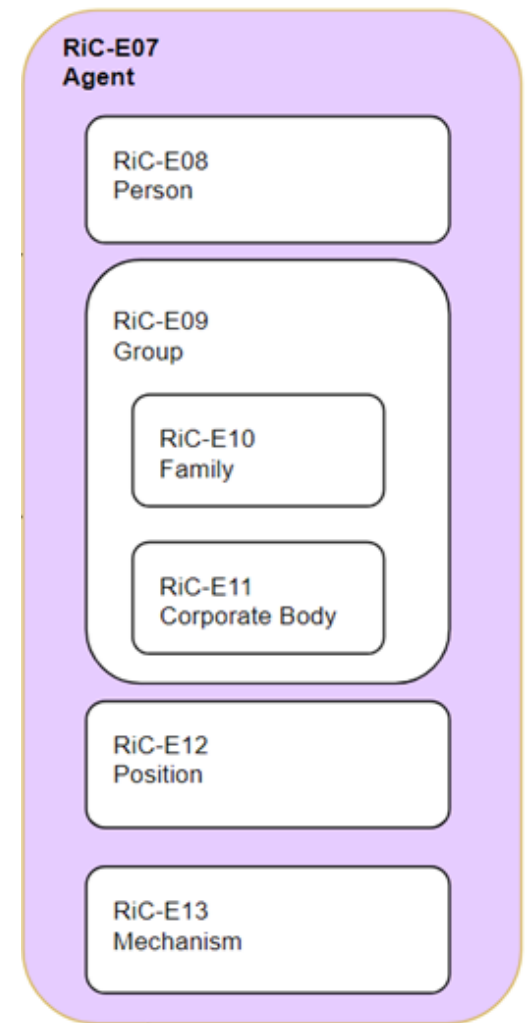 RiC-E07
Agent
RiC-E08
Person
RiC-E09
Group
RiC-E10
Family
RiC-E11
Corporate Body
RiC-E12
Position
RiC-E13
Mechanism